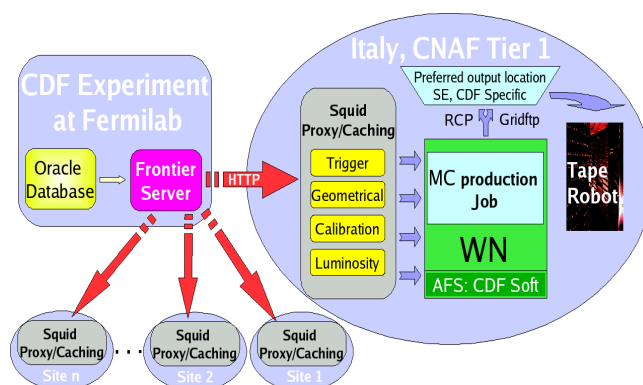 CDF Experiment
at Fermilab
Oracle
Database
Frontier
Server
HTTP
Italy, CNAF Tier 1
Preferred output location
SE, CDF Specific
RCP
Gridftp
Squid
Proxy/Caching
Trigger
Geometrical
Calibration
Luminosity
MC production
Job
WN
AFS: CDF Soft
Tape
Robot
Squid
Proxy/Caching
Site n
. . .
Squid
Proxy/Caching
Site 2
Squid
Proxy/Caching
Site 1